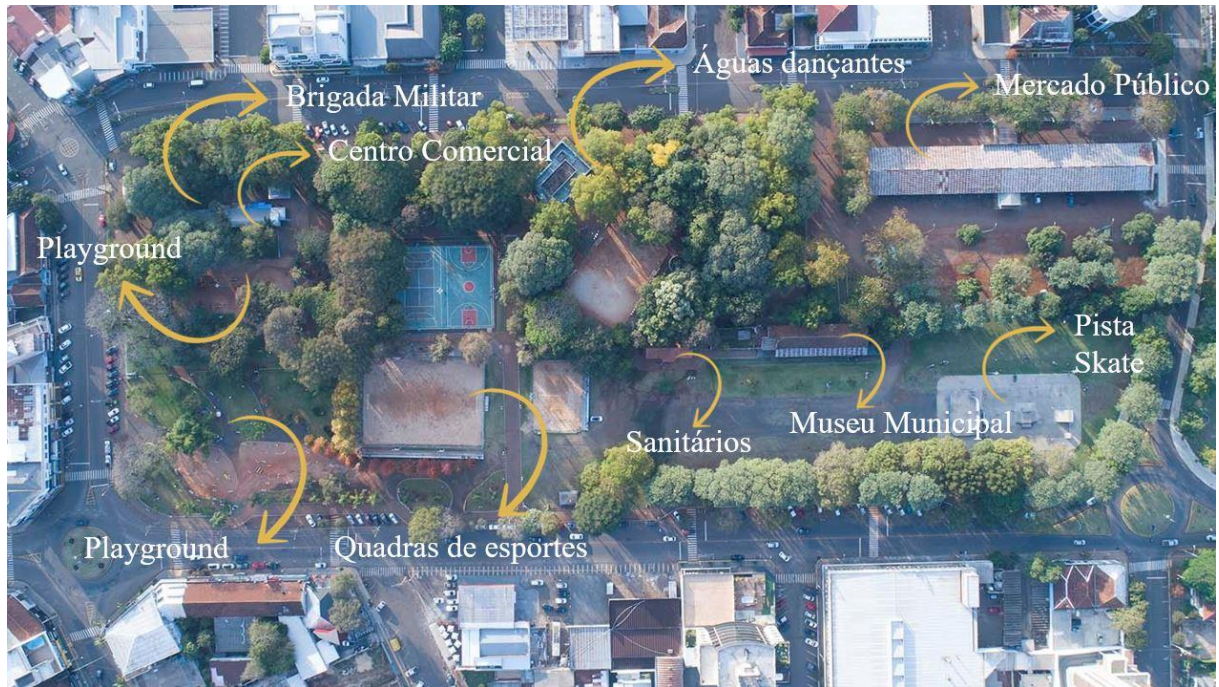 Águas dançantes
Mercado Público
Brigada Militar
Centro Comercial
Playground
Pista
Skate
Museu Municipal
Sanitários
Playground
Quadras de esportes